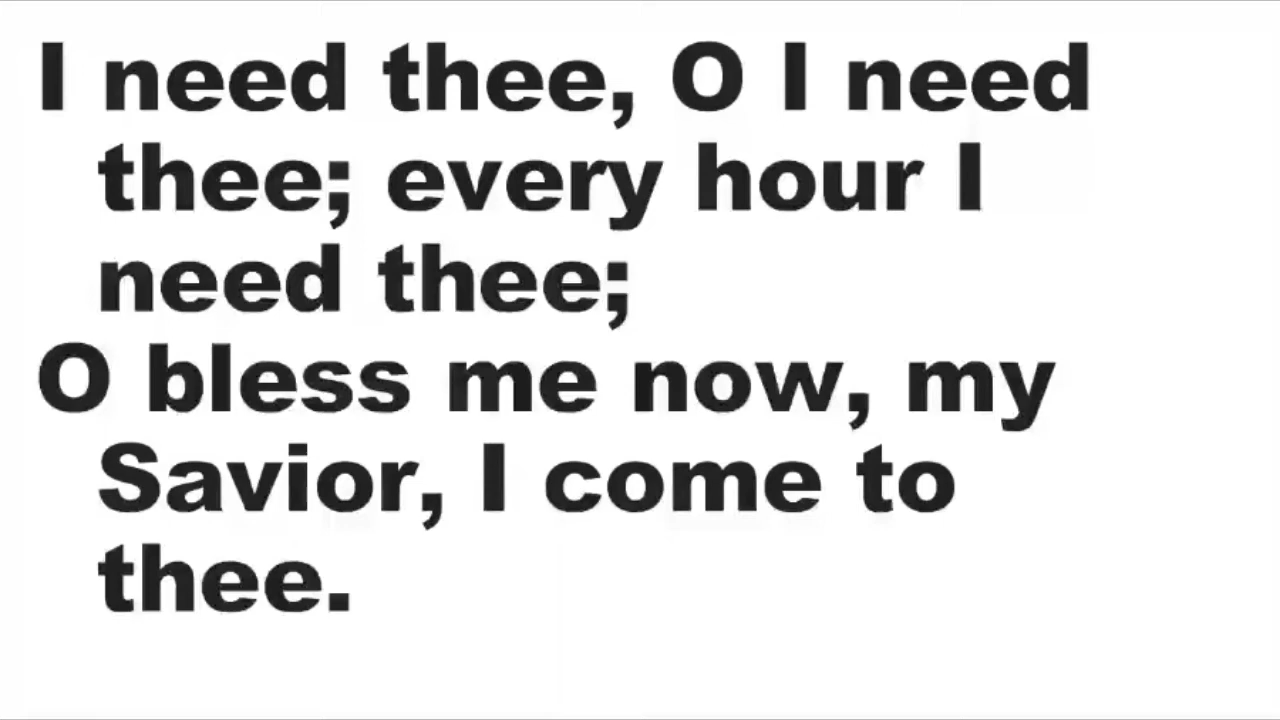 I need thee, O I need
thee; every hour I
need thee;
O bless me now, my
Savior, I come to
thee.